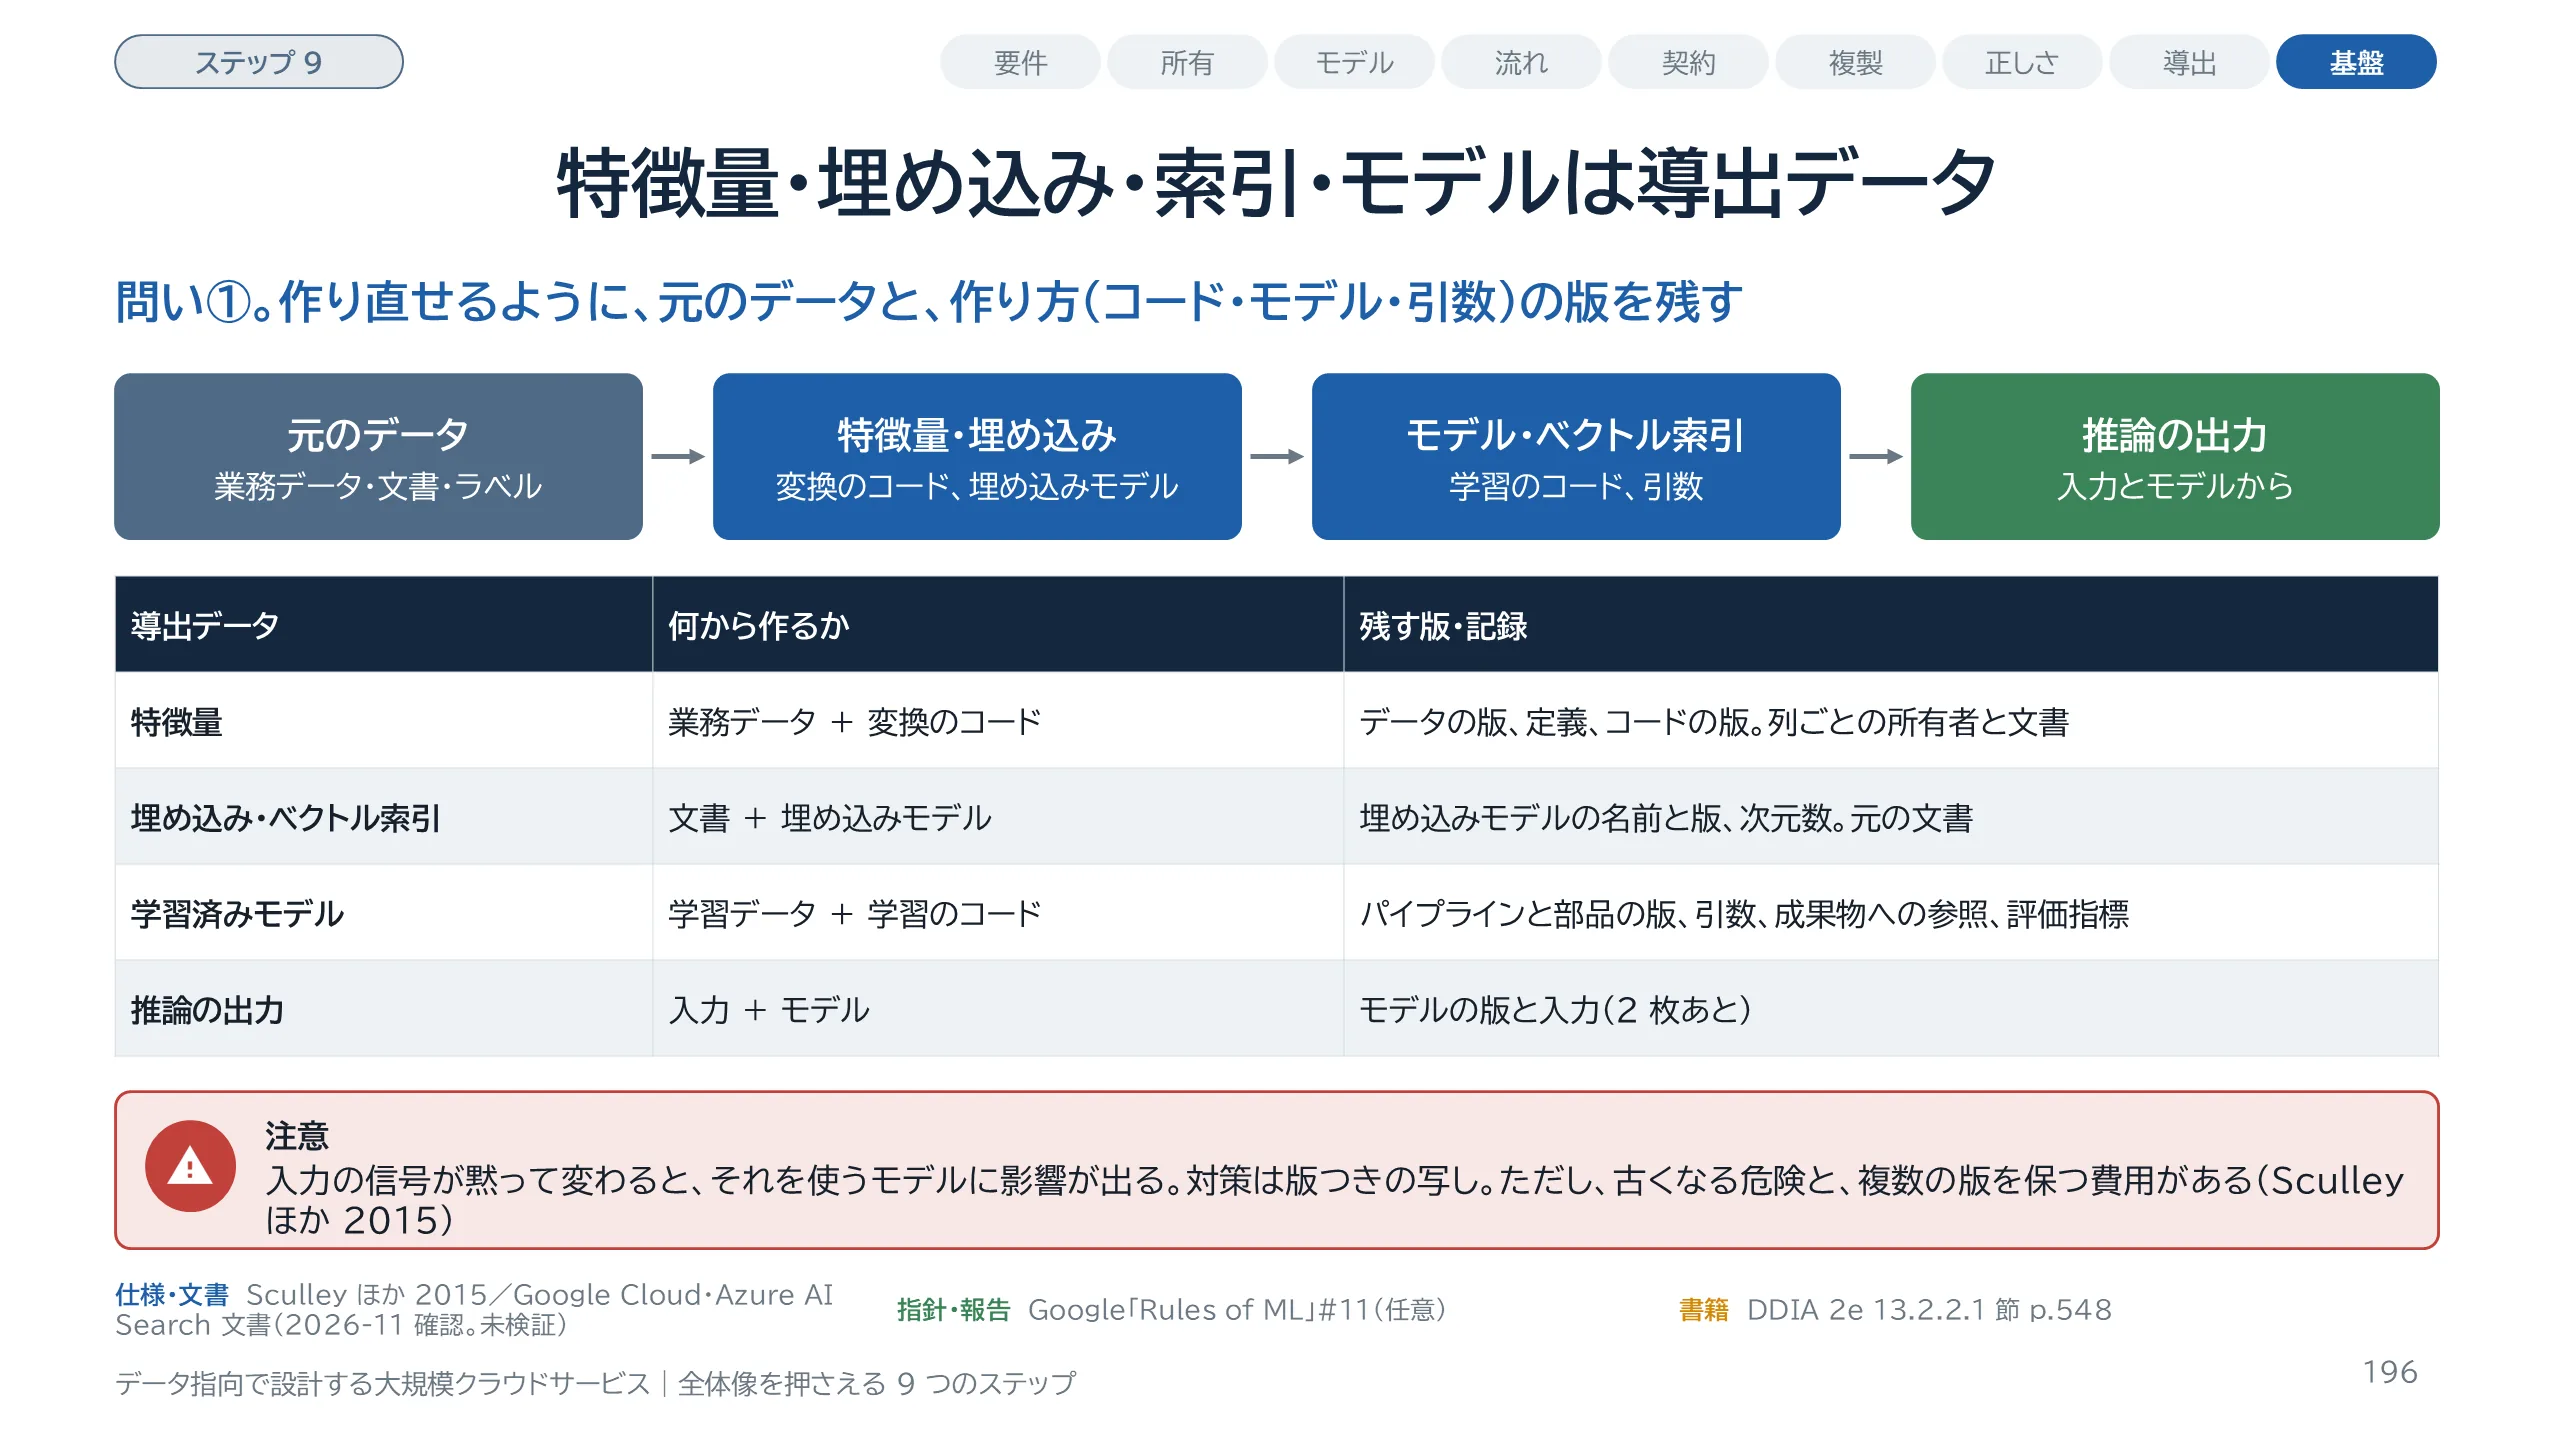 ステップ 9
要件
所有
モデル
流れ
契約
複製
正しさ
導出
基盤
特徴量・埋め込み・索引・モデルは導出データ
問い①。作り直せるように、元のデータと、作り方（コード・モデル・引数）の版を残す
元のデータ
業務データ・文書・ラベル
特徴量・埋め込み
変換のコード、埋め込みモデル
モデル・ベクトル索引
学習のコード、引数
推論の出力
入力とモデルから
導出データ
何から作るか
残す版・記録
特徴量
業務データ ＋ 変換のコード
データの版、定義、コードの版。列ごとの所有者と文書
埋め込み・ベクトル索引
文書 ＋ 埋め込みモデル
埋め込みモデルの名前と版、次元数。元の文書
学習済みモデル
学習データ ＋ 学習のコード
パイプラインと部品の版、引数、成果物への参照、評価指標
推論の出力
入力 ＋ モデル
モデルの版と入力（2 枚あと）
注意
入力の信号が黙って変わると、それを使うモデルに影響が出る。対策は版つきの写し。ただし、古くなる危険と、複数の版を保つ費用がある（Sculley
ほか 2015）
仕様・文書 Sculley ほか 2015／Google Cloud・Azure AI
Search 文書（2026-11 確認。未検証）
指針・報告 Google「Rules of ML」#11（任意）
書籍 DDIA 2e 13.2.2.1 節 p.548
データ指向で設計する大規模クラウドサービス｜全体像を押さえる 9 つのステップ
196